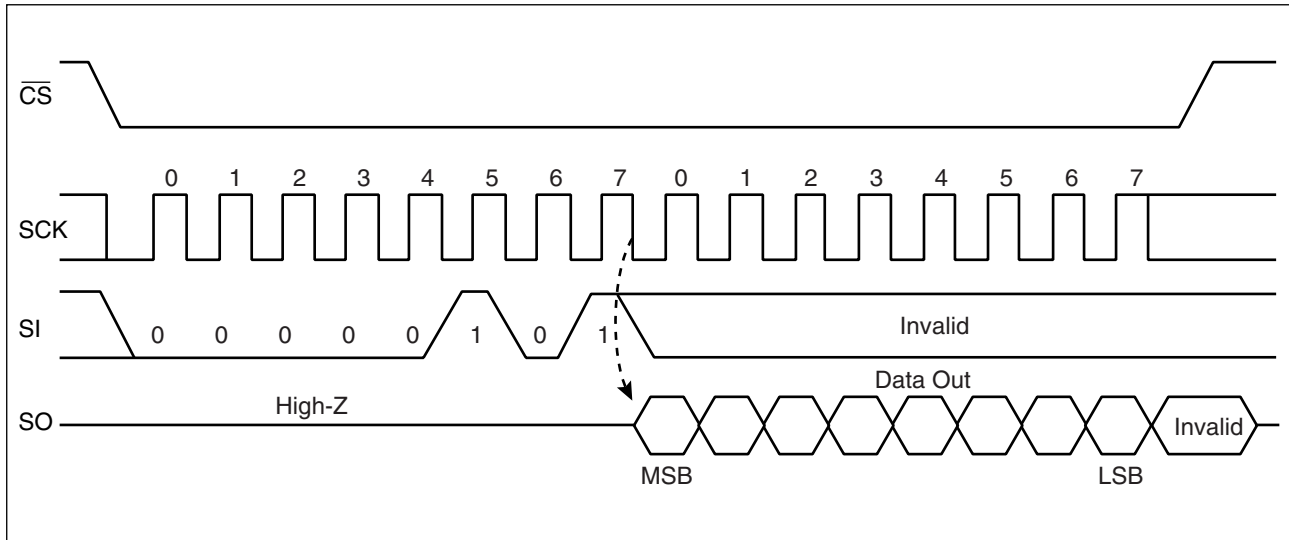 C̅S̅
0 1 2 3 4 5 6 7 0 1 2 3 4 5 6 7
SCK
SI
0 0 0 0 0 1 0 1
Invalid
Data Out
High-Z
SO
Invalid
MSB
LSB